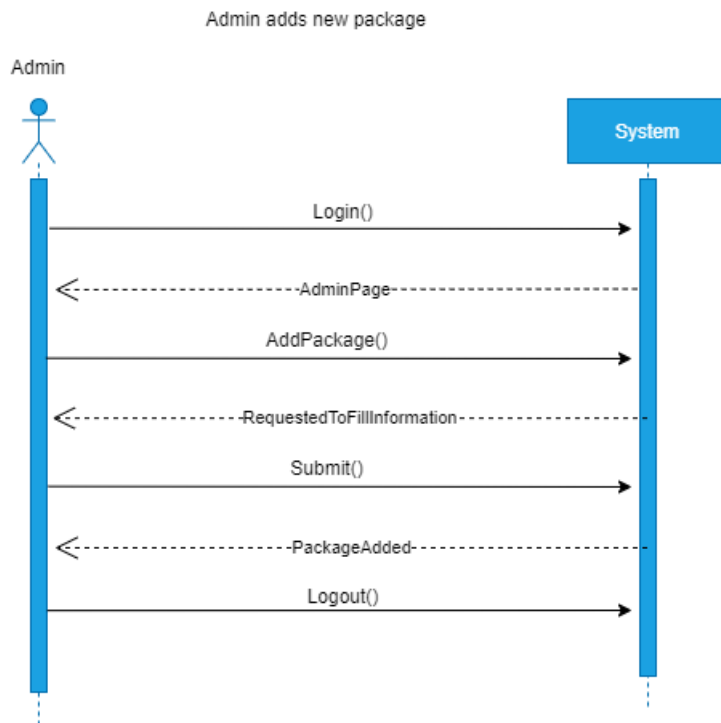 Admin adds new package
Admin
System
Login()
AdminPage
AddPackage()
RequestedToFillInformation
Submit()
PackageAdded
Logout()